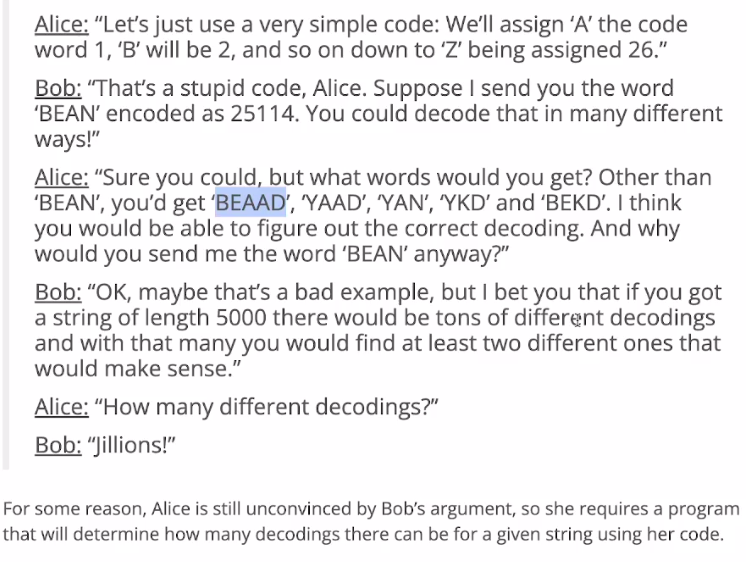 Alice: “Let’s just use a very simple code: We’ll assign ‘A’ the code
word 1, ‘B’ will be 2, and so on down to ‘Z’ being assigned 26.”
Bob: “That’s a stupid code, Alice. Suppose I send you the word
‘BEAN’ encoded as 25114. You could decode that in many different
ways!”
Alice: “Sure you could, but what words would you get? Other than
‘BEAN’, you’d get ‘BEAAD’, ‘YAAD’, ‘YAN’, ‘YKD’ and ‘BEKD’. I think
you would be able to figure out the correct decoding. And why
would you send me the word ‘BEAN’ anyway?”
Bob: “OK, maybe that’s a bad example, but I bet you that if you got
a string of length 5000 there would be tons of different decodings
and with that many you would find at least two different ones that
would make sense.”
Alice: “How many different decodings?”
Bob: “Jillions!”
For some reason, Alice is still unconvinced by Bob’s argument, so she requires a program
that will determine how many decodings there can be for a given string using her code.